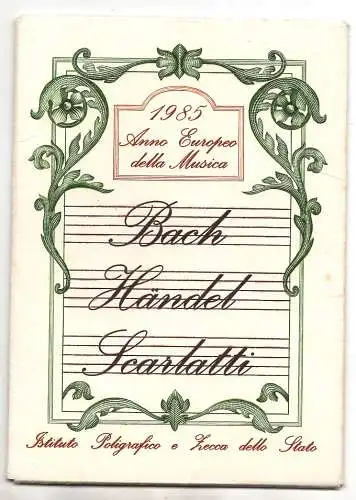 1985
Anno Europeo
della Musica
Bach
Händel
Scarlatti
Istituto Poligrafico e Zecca dello Stato